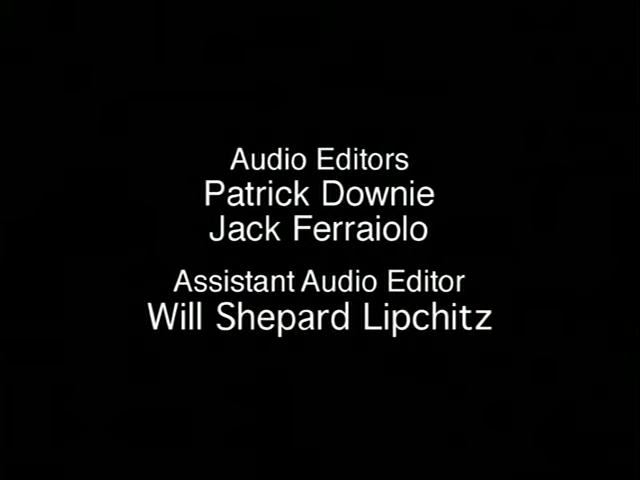 Audio Editors
Patrick Downie
Jack Ferraiolo
Assistant Audio Editor
Will Shepard Lipchitz